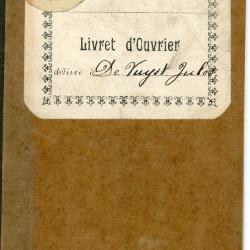 Livret d'Ouvrier
délivré à De Vuyst Jules